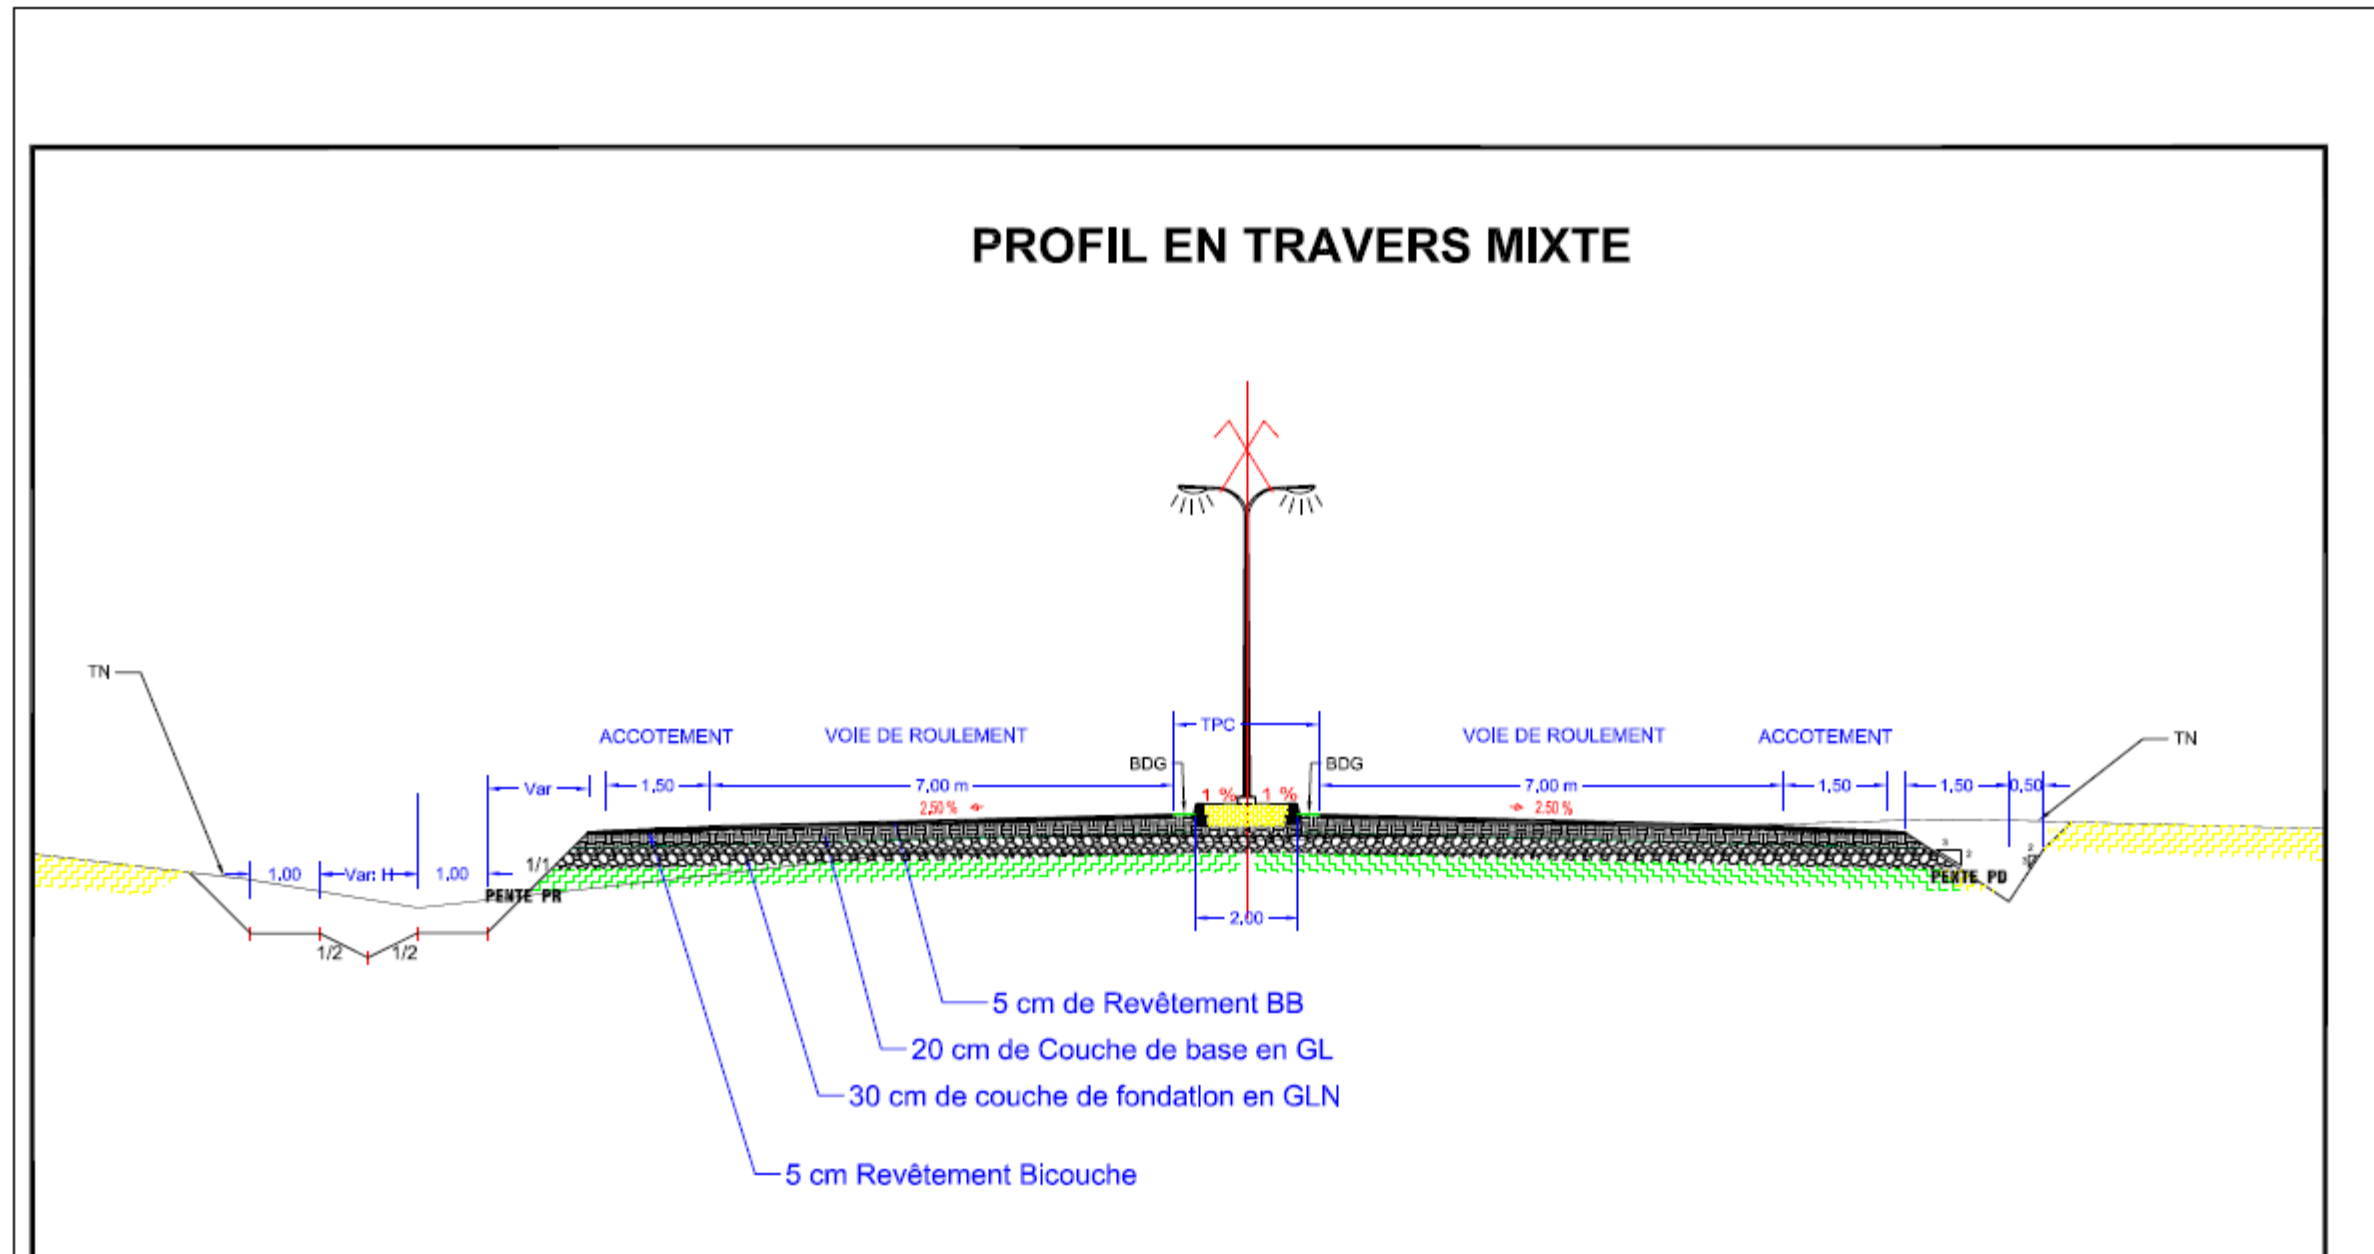 PROFIL EN TRAVERS MIXTE
TN
ACCOTEMENT
VOIE DE ROULEMENT
TPC
VOIE DE ROULEMENT
ACCOTEMENT
TN
BDG
BDG
Var
1,50
7,00 m
7,00 m
1,50
1,50
0,50
2,50 %
1 %
1 %
2,50 %
1,00
Var: H
1,00
1/1
PENTE PR
3
2
2
3
PENTE PD
2,00
1/2
1/2
5 cm de Revêtement BB
20 cm de Couche de base en GL
30 cm de couche de fondation en GLN
5 cm Revêtement Bicouche